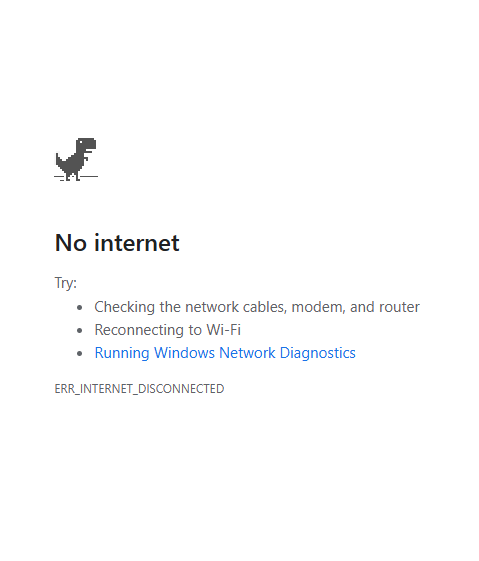 No internet
Try:
• Checking the network cables, modem, and router
• Reconnecting to Wi-Fi
• Running Windows Network Diagnostics
ERR_INTERNET_DISCONNECTED